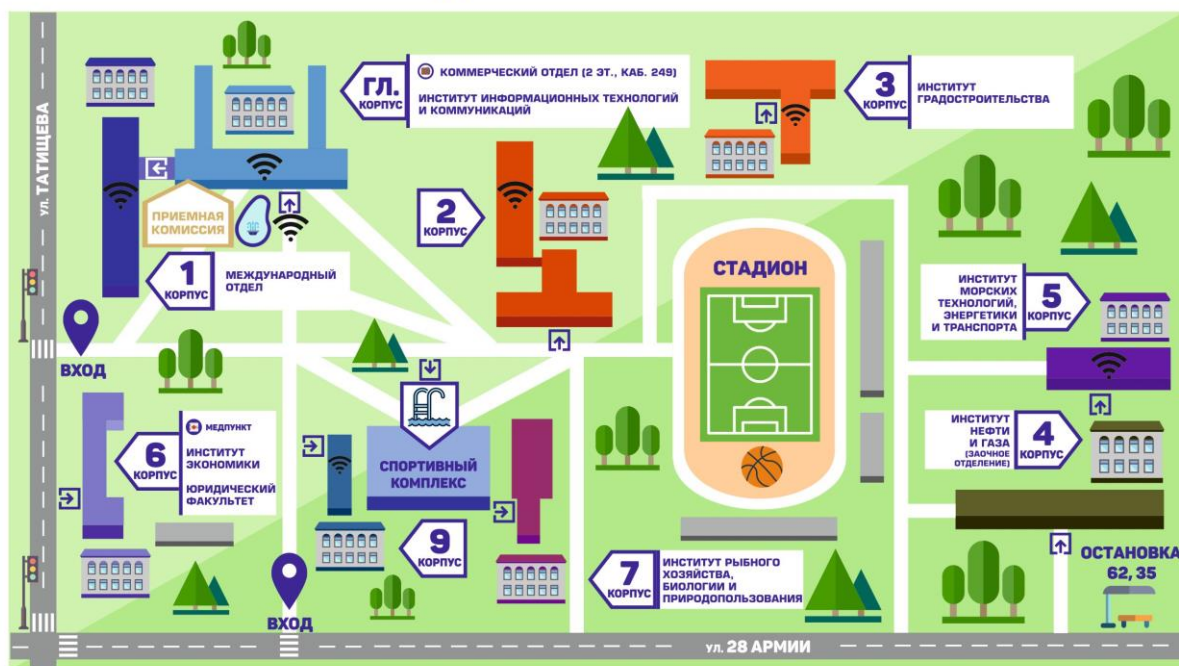 УЛ. ТАТИЩЕВА
ГЛ.
КОРПУС
КОММЕРЧЕСКИЙ ОТДЕЛ (2 ЭТ., КАБ. 249)
ИНСТИТУТ ИНФОРМАЦИОННЫХ ТЕХНОЛОГИЙ
И КОММУНИКАЦИЙ
3
КОРПУС
ИНСТИТУТ
ГРАДОСТРОИТЕЛЬСТВА
ПРИЕМНАЯ
КОМИССИЯ
2
КОРПУС
1
КОРПУС
МЕЖДУНАРОДНЫЙ
ОТДЕЛ
СТАДИОН
ИНСТИТУТ
МОРСКИХ
ТЕХНОЛОГИЙ,
ЭНЕРГЕТИКИ
И ТРАНСПОРТА
5
КОРПУС
ВХОД
6
КОРПУС
МЕДПУНКТ
ИНСТИТУТ
ЭКОНОМИКИ
ЮРИДИЧЕСКИЙ
ФАКУЛЬТЕТ
СПОРТИВНЫЙ
КОМПЛЕКС
ИНСТИТУТ
НЕФТИ
И ГАЗА
(ЗАОЧНОЕ
ОТДЕЛЕНИЕ)
4
КОРПУС
9
КОРПУС
7
КОРПУС
ИНСТИТУТ РЫБНОГО
ХОЗЯЙСТВА,
БИОЛОГИИ И
ПРИРОДОПОЛЬЗОВАНИЯ
ОСТАНОВКА
62, 35
ВХОД
УЛ. 28 АРМИИ